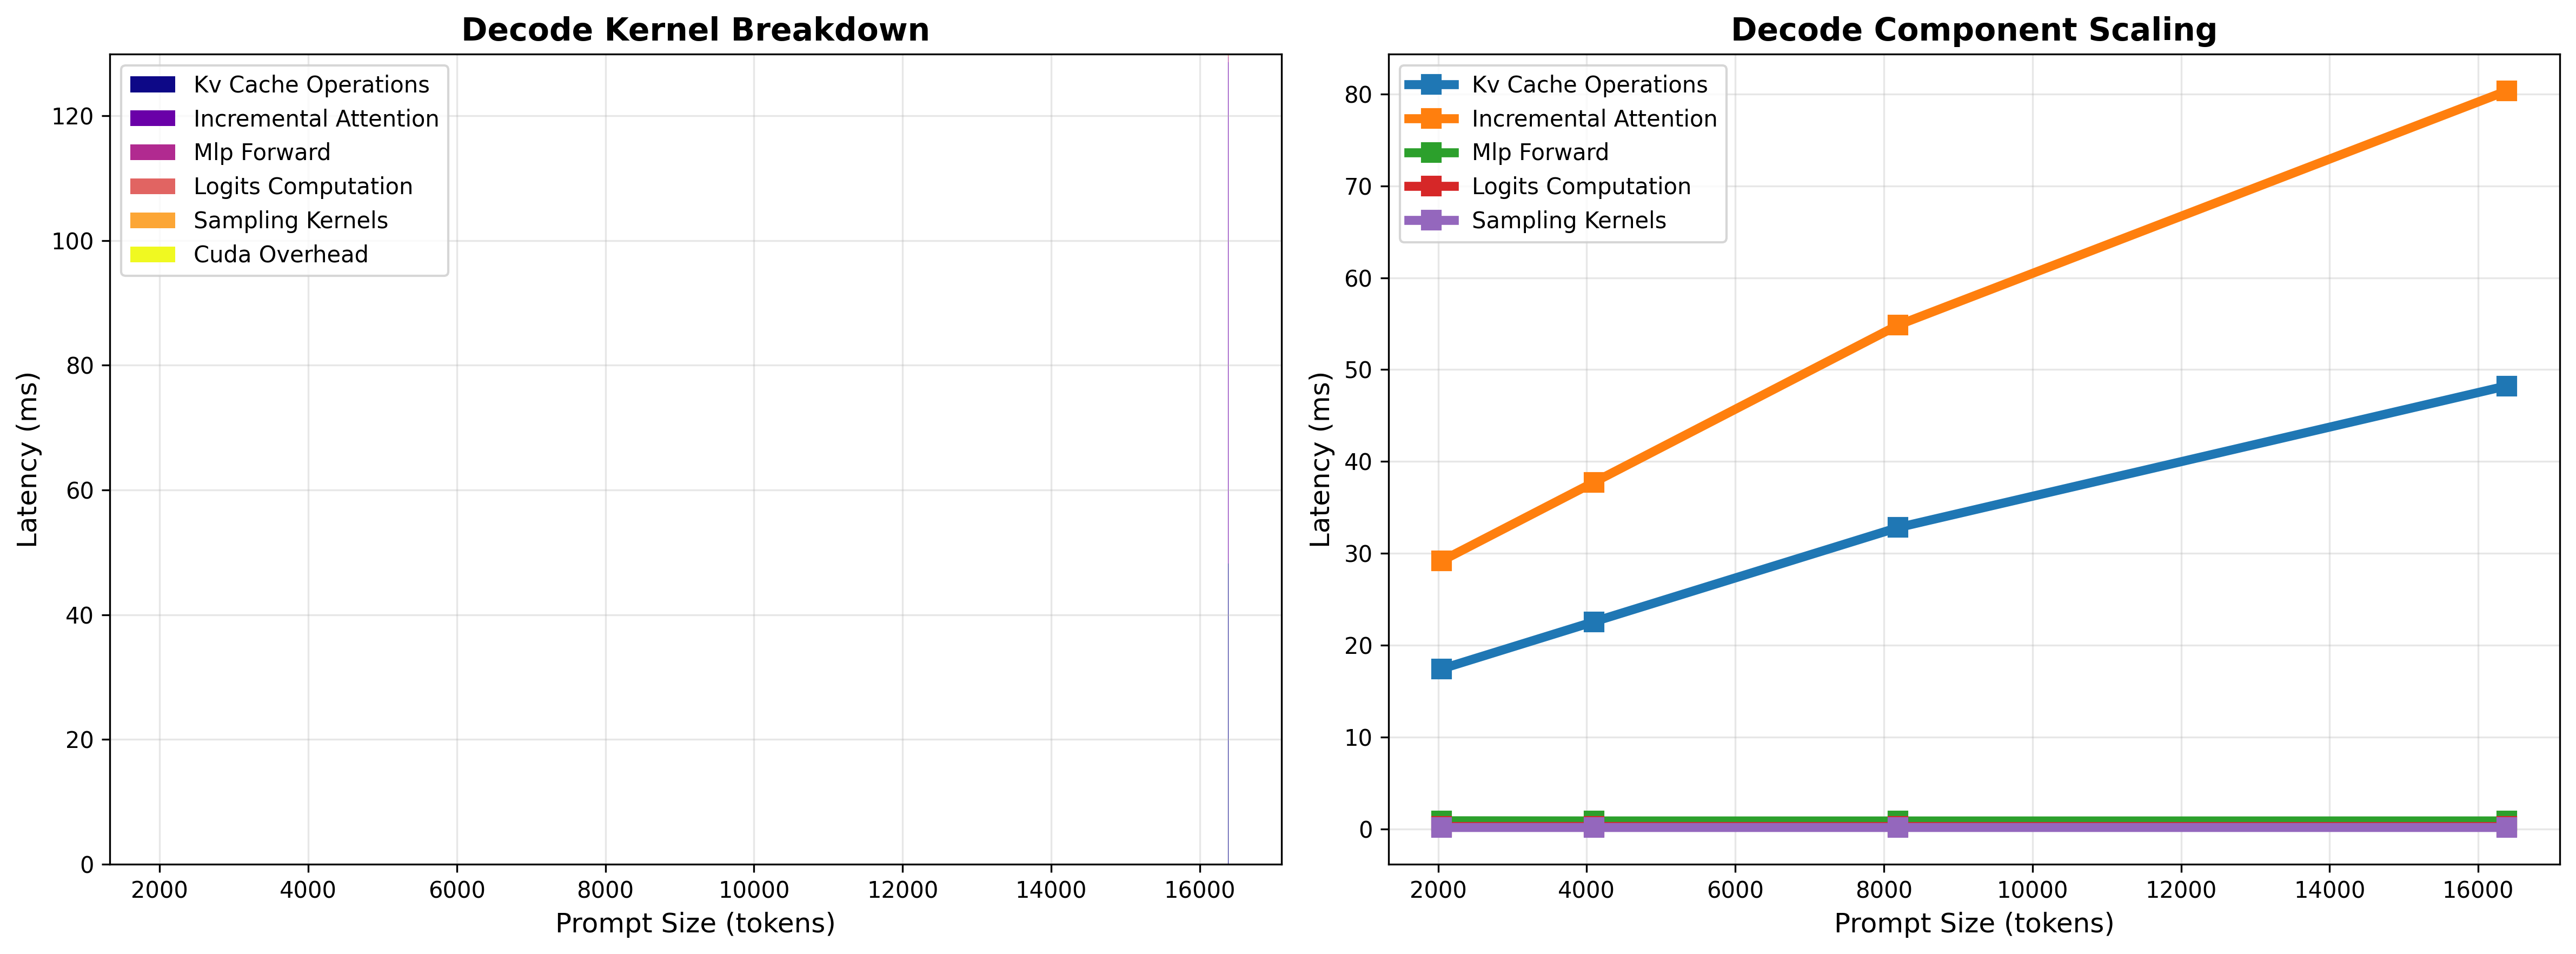 Decode Kernel Breakdown
Kv Cache Operations
Incremental Attention
Mlp Forward
Logits Computation
Sampling Kernels
Cuda Overhead
Latency (ms)
120
100
80
60
40
20
0
2000 4000 6000 8000 10000 12000 14000 16000
Prompt Size (tokens)
Decode Component Scaling
Kv Cache Operations
Incremental Attention
Mlp Forward
Logits Computation
Sampling Kernels
Latency (ms)
80
70
60
50
40
30
20
10
0
2000 4000 6000 8000 10000 12000 14000 16000
Prompt Size (tokens)